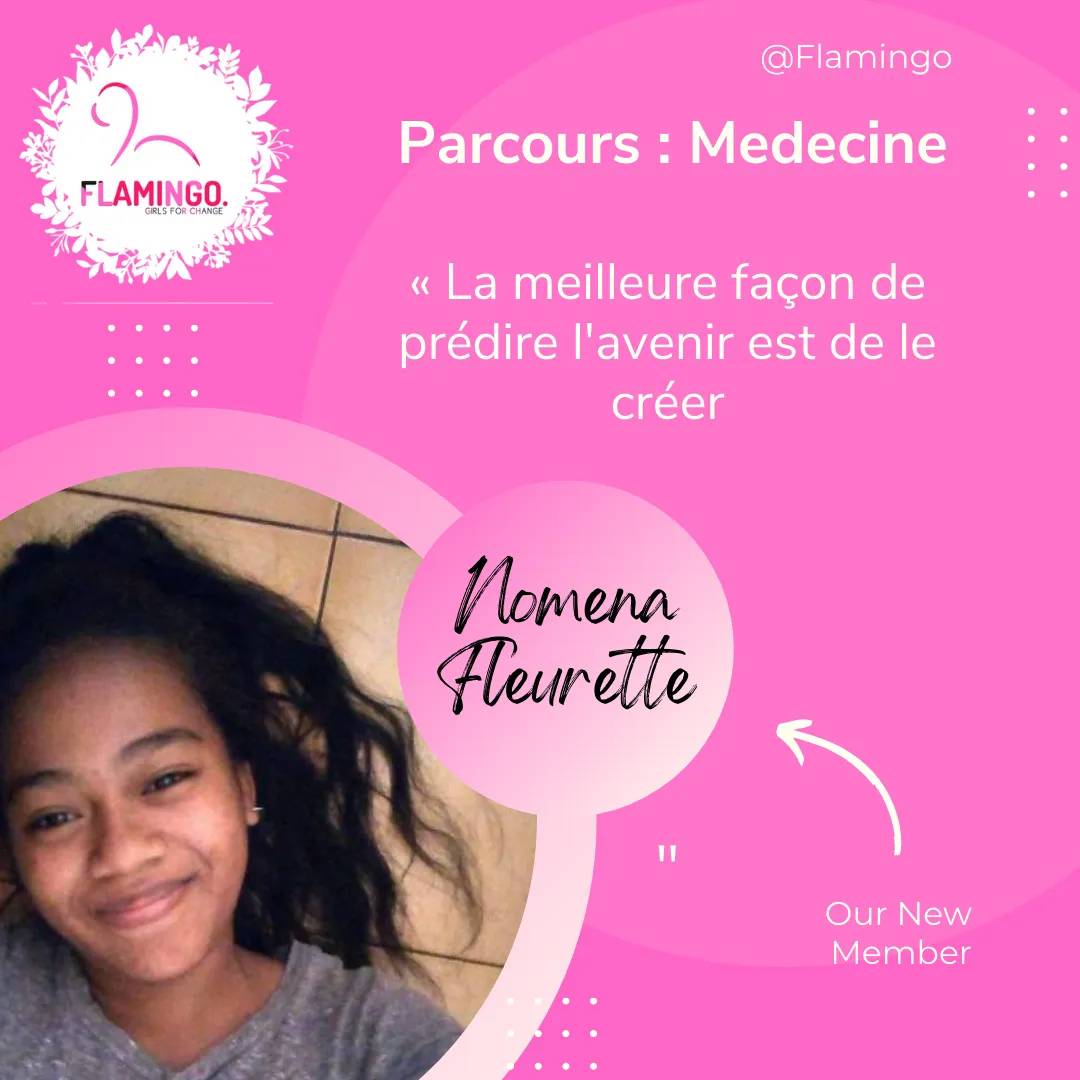 @Flamingo
FLAMINGO.
GIRLS FOR CHANGE
Parcours : Medecine
« La meilleure façon de
prédire l'avenir est de le
créer
Nomena
Fleurette
"
Our New
Member